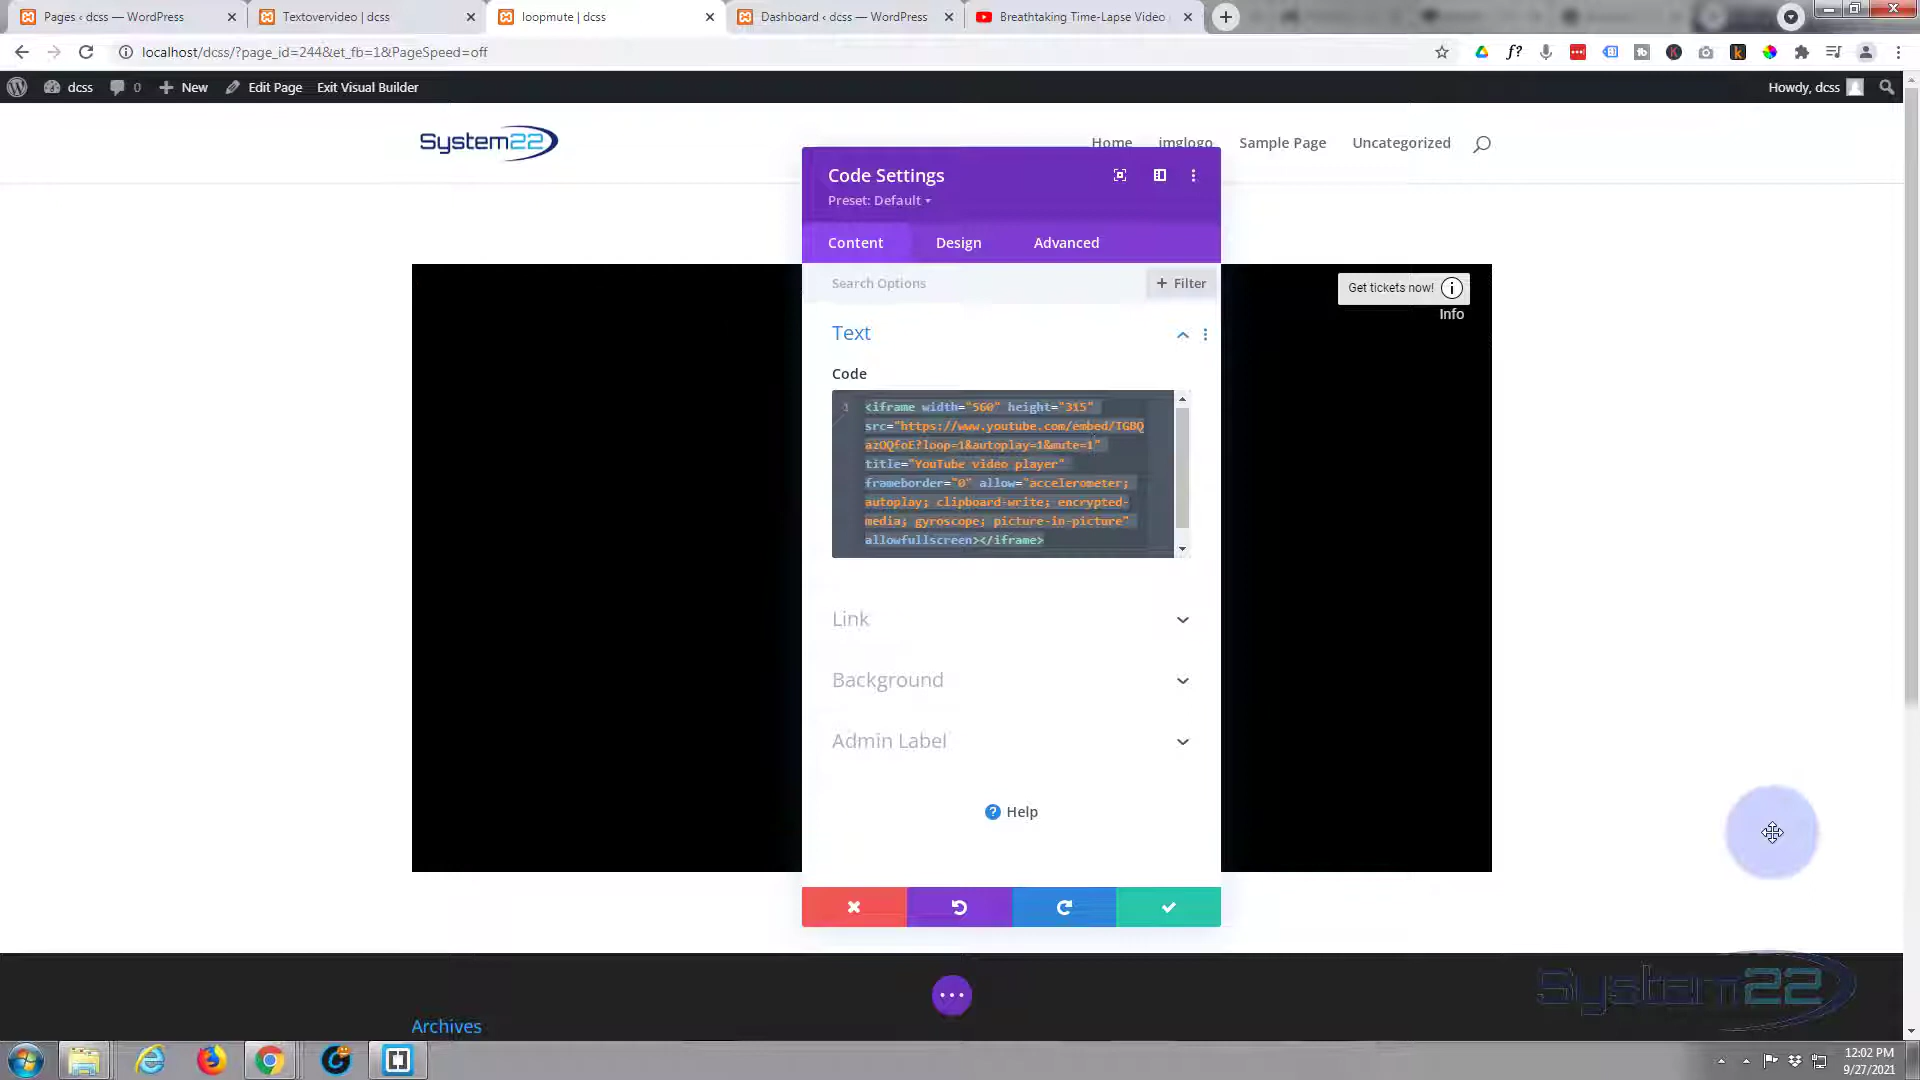 Pages ‹ dcss — WordPress
Textovervideo | dcss
loopmute | dcss
Dashboard ‹ dcss — WordPress
Breathtaking Time-Lapse Video
localhost/dcss/?page_id=244&et_fb=1&PageSpeed=off
dcss
0
New
Edit Page
Exit Visual Builder
Howdy, dcss
System22
Home
imglogo
Sample Page
Uncategorized
Code Settings
Preset: Default
Content
Design
Advanced
Search Options
+ Filter
Get tickets now!
Info
Text
Code
1
<iframe width="560" height="315"
src="https://www.youtube.com/embed/TGBQ
azOQfoE?loop=1&autoplay=1&mute=1"
title="YouTube video player"
frameborder="0" allow="accelerometer;
autoplay; clipboard-write; encrypted-
media; gyroscope; picture-in-picture"
allowfullscreen></iframe>
Link
Background
Admin Label
Help
System22
Archives
12:02 PM
9/27/2021